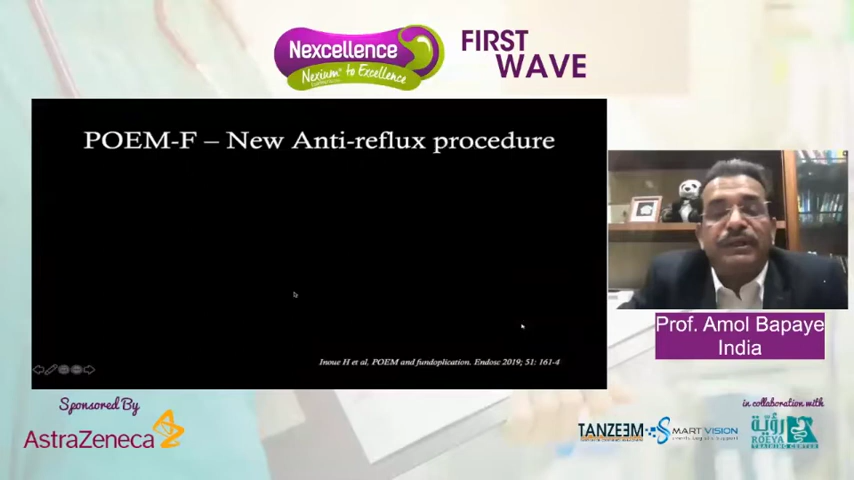 Nexcellence
Nexium® to Excellence
FIRST
WAVE
POEM-F – New Anti-reflux procedure
Inoue H et al, POEM and fundoplication. Endosc 2019; 51: 161-4
Prof. Amol Bapaye
India
Sponsored By
AstraZeneca
in collaboration with
TANZEEM
SMART VISION
رؤية
ROEYA
TRAINING CENTER